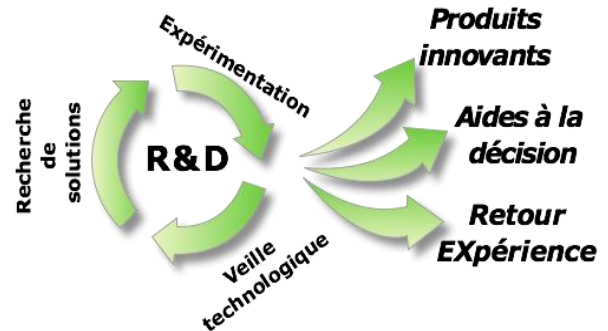 Expérimentation
Recherche
de
solutions
R&D
Veille
technologique
Produits
innovants
Aides à la
décision
Retour
EXpérience